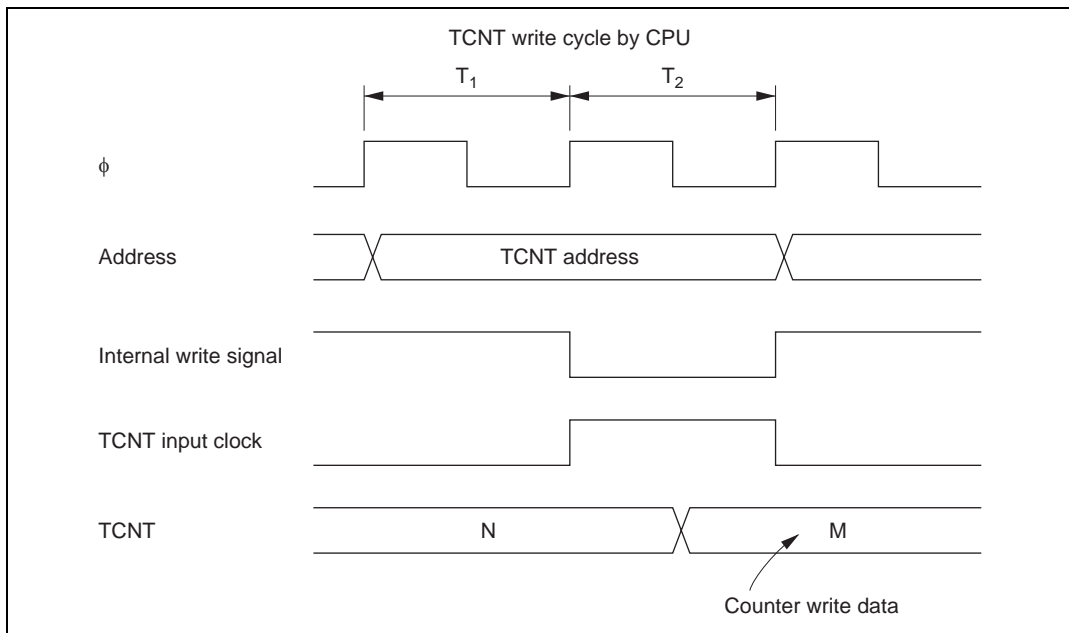 TCNT write cycle by CPU
T1 T2
ϕ
Address
TCNT address
Internal write signal
TCNT input clock
TCNT
N
M
Counter write data